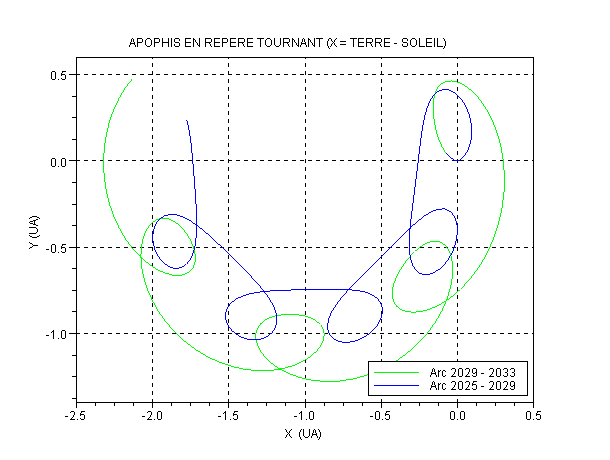 APOPHIS EN REPERE TOURNANT (X = TERRE - SOLEIL)
0.5
0.0
-0.5
-1.0
Y (UA)
-2.5 -2.0 -1.5 -1.0 -0.5 0.0 0.5
X (UA)
Arc 2029 - 2033
Arc 2025 - 2029